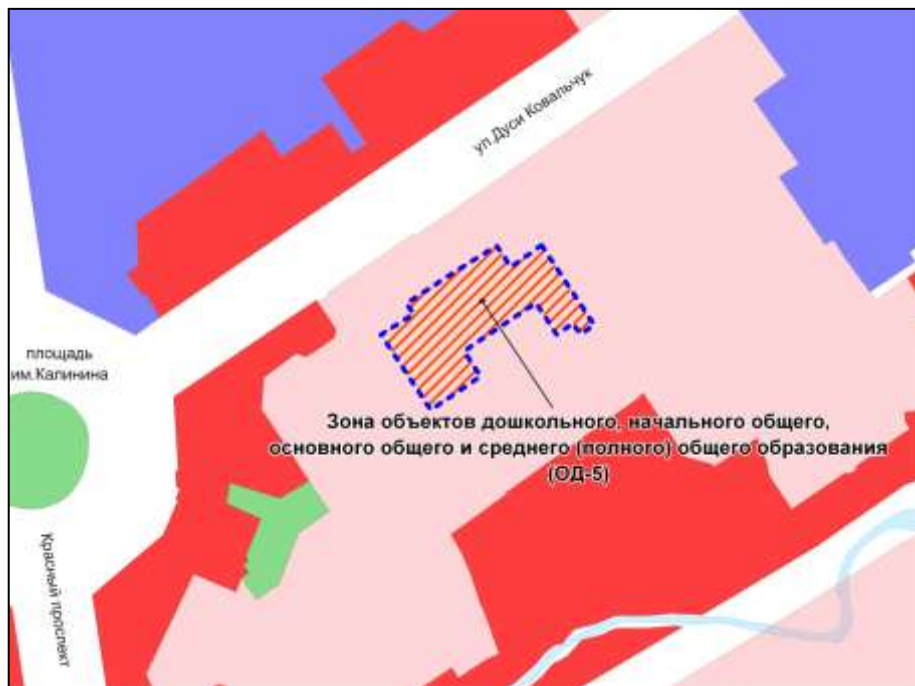 ул.Дуси Ковальчук
площадь
им.Калинина
Зона объектов дошкольного, начального общего,
основного общего и среднего (полного) общего образования
(ОД-5)
Красный проспект